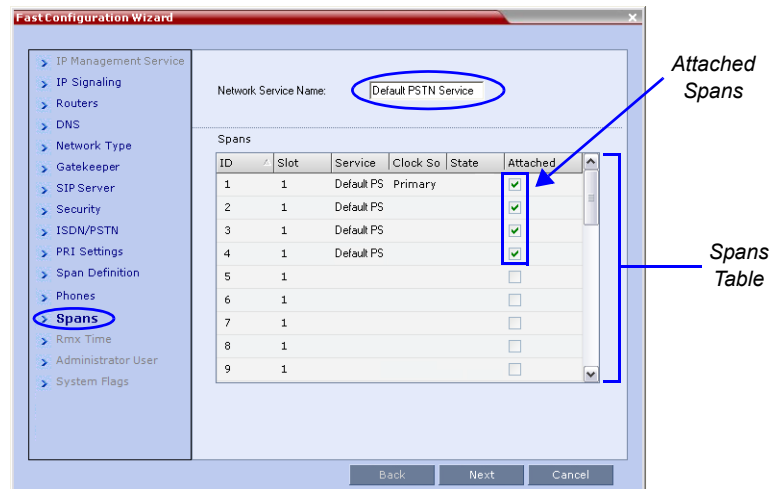 Fast Configuration Wizard
IP Management Service
IP Signaling
Routers
DNS
Network Type
Gatekeeper
SIP Server
Security
ISDN/PSTN
PRI Settings
Span Definition
Phones
Spans
Rmx Time
Administrator User
System Flags
Network Service Name: Default PSTN Service
Spans
ID Slot Service Clock So State Attached
1 1 Default PS Primary
2 1 Default PS
3 1 Default PS
4 1 Default PS
5 1
6 1
7 1
8 1
9 1
Back Next Cancel
Attached
Spans
Spans
Table